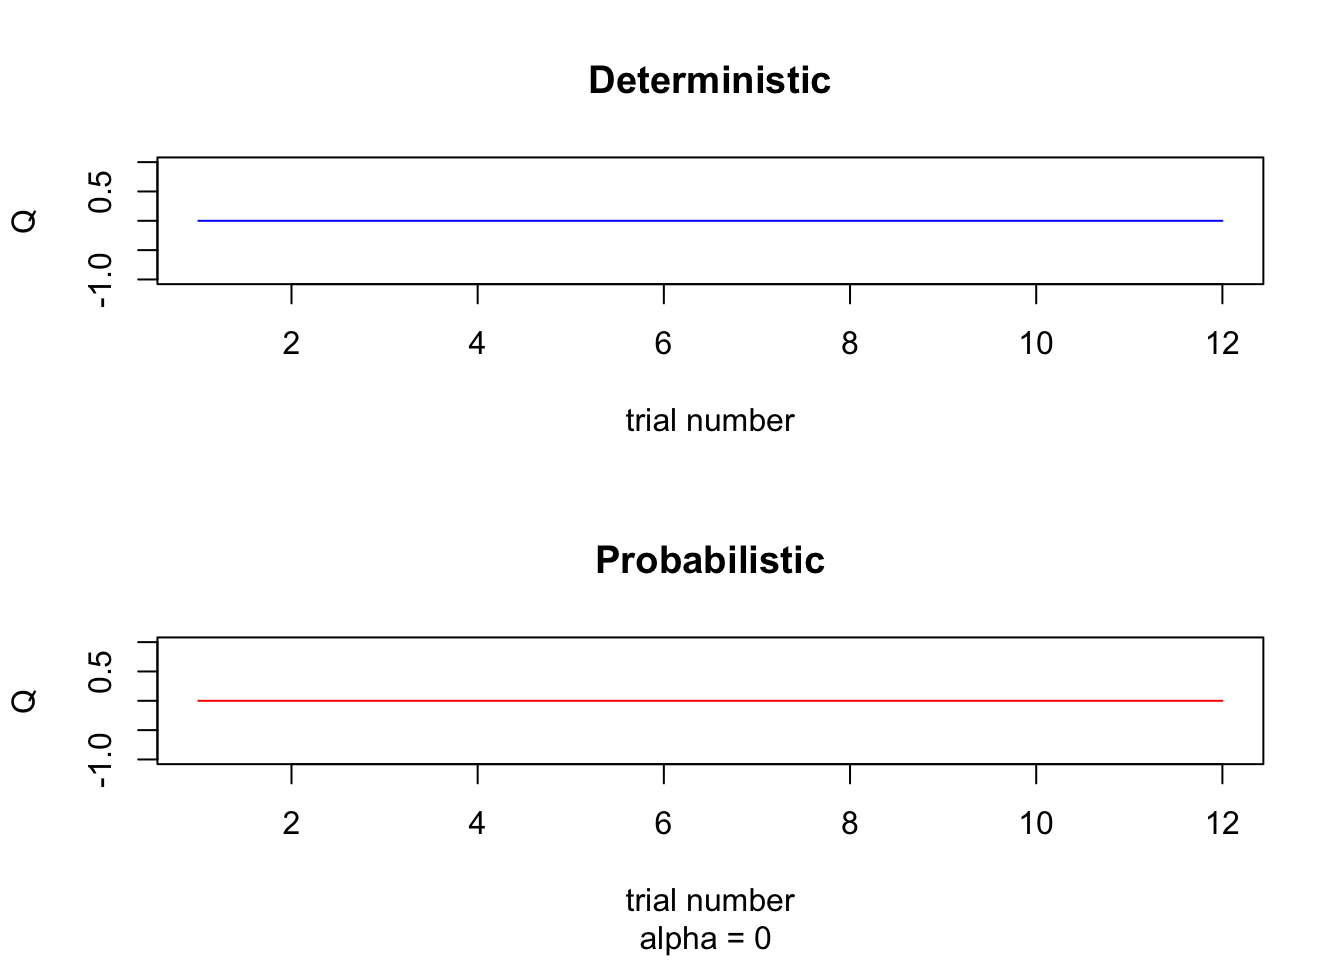 Deterministic
Q
0.5
-1.0
2 4 6 8 10 12
trial number
Probabilistic
Q
0.5
-1.0
2 4 6 8 10 12
trial number
alpha = 0